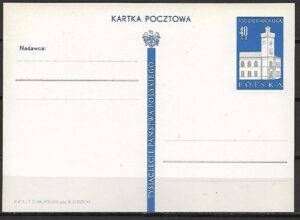 KARTKA POCZTOWA
Nadawca:
40
GR
POLSKA
TYSIĄCLECIE PAŃSTWA POLSKIEGO